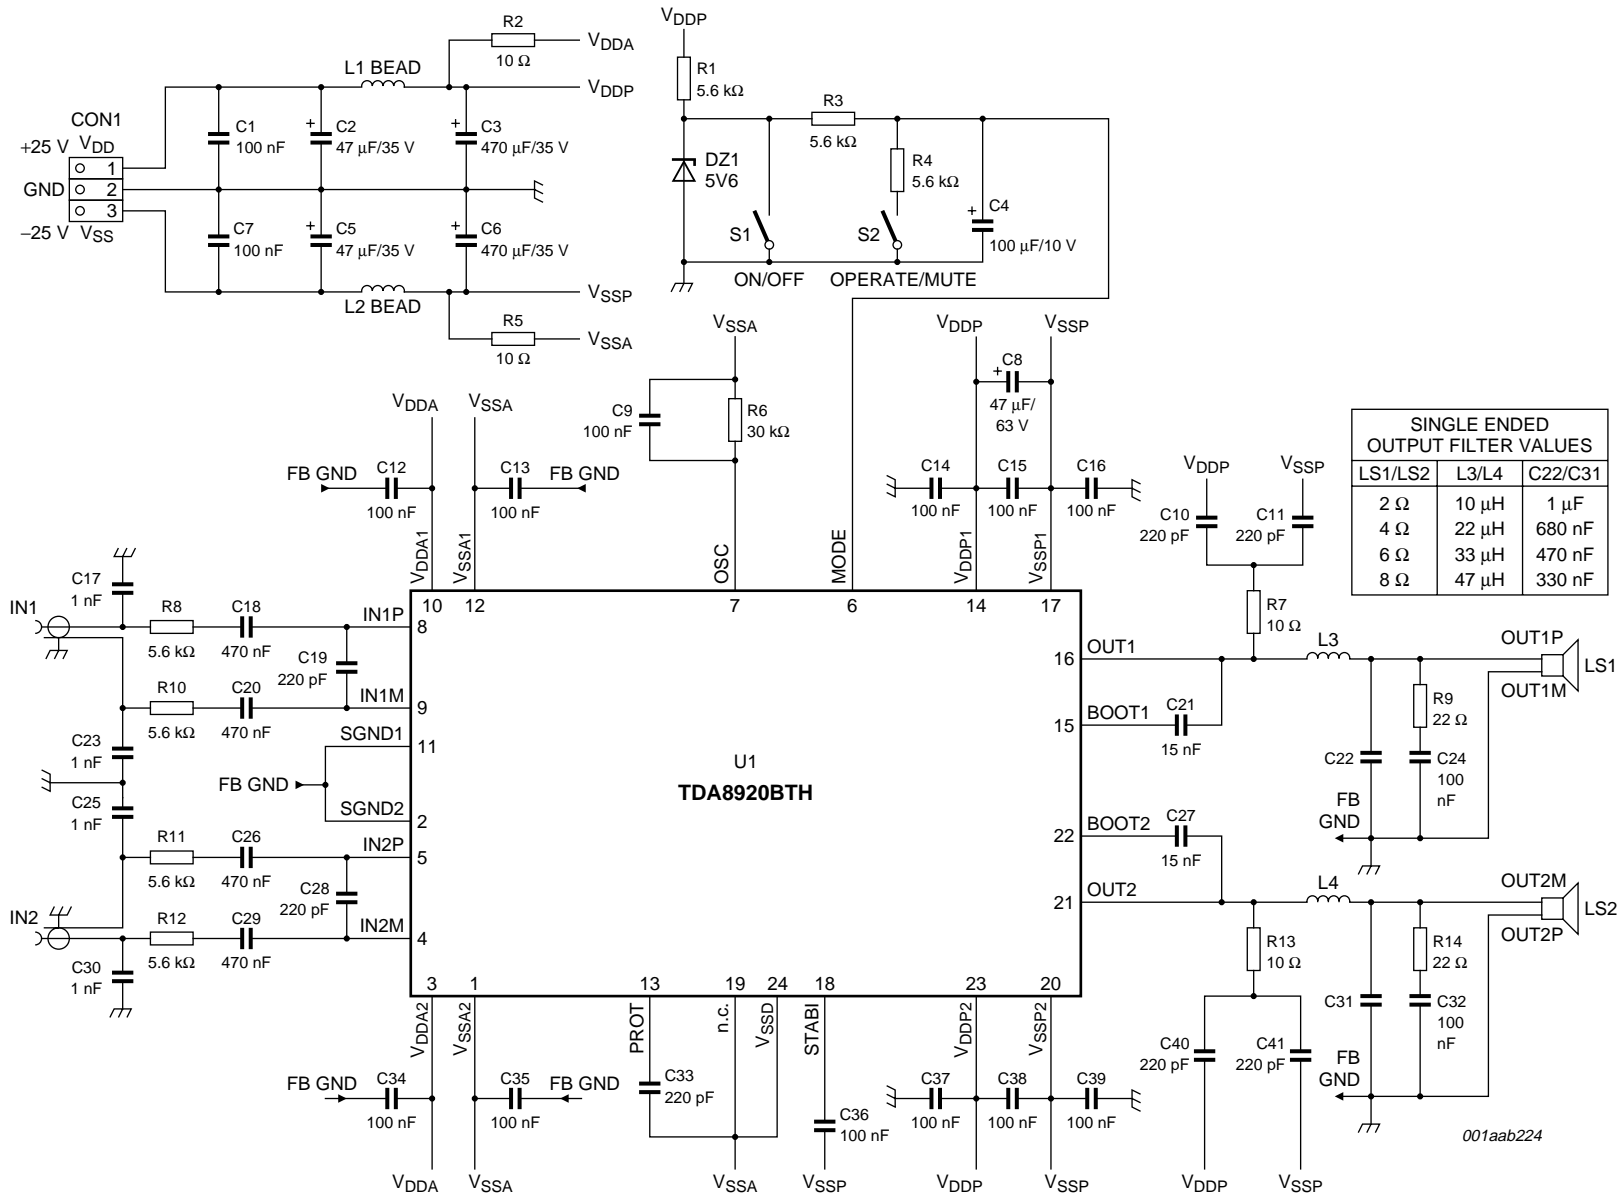 R2
10 Ω
VDDA
L1 BEAD
VDDP
CON1
+25 V
VDD
GND
−25 V
VSS
1
2
3
C1
100 nF
C2
47 μF/35 V
C3
470 μF/35 V
C7
100 nF
C5
47 μF/35 V
C6
470 μF/35 V
L2 BEAD
VSSP
R5
10 Ω
VSSA
VDDP
R1
5.6 kΩ
R3
5.6 kΩ
DZ1
5V6
R4
5.6 kΩ
S1
S2
C4
100 μF/10 V
ON/OFF
OPERATE/MUTE
VDDA
VSSA
FB GND
C12
100 nF
C13
100 nF
FB GND
VDDA1
VSSA1
VSSA
C9
100 nF
R6
30 kΩ
OSC
MODE
VDDP
VSSP
C8
47 μF/
63 V
C14
100 nF
C15
100 nF
C16
100 nF
VDDP1
VSSP1
VDDP
VSSP
C10
220 pF
C11
220 pF
R7
10 Ω
SINGLE ENDED
OUTPUT FILTER VALUES
LS1/LS2 L3/L4 C22/C31
2 Ω 10 μH 1 μF
4 Ω 22 μH 680 nF
6 Ω 33 μH 470 nF
8 Ω 47 μH 330 nF
10
12
7
6
14
17
C17
1 nF
IN1
R8
5.6 kΩ
C18
470 nF
IN1P
8
C19
220 pF
R10
5.6 kΩ
C20
470 nF
IN1M
9
C23
1 nF
SGND1
11
FB GND
C25
1 nF
SGND2
2
R11
5.6 kΩ
C26
470 nF
IN2P
5
C28
220 pF
IN2
R12
5.6 kΩ
C29
470 nF
IN2M
4
C30
1 nF
U1
TDA8920BTH
16
OUT1
15
BOOT1
C21
15 nF
L3
OUT1P
LS1
OUT1M
R9
22 Ω
C22
C24
100
nF
FB
GND
22
BOOT2
C27
15 nF
21
OUT2
L4
OUT2M
LS2
OUT2P
R13
10 Ω
R14
22 Ω
C31
C32
100
nF
FB
GND
C40
220 pF
C41
220 pF
VDDP
VSSP
3
1
13
19
24
18
23
20
VDDA2
VSSA2
PROT
n.c.
VSSD
STABI
VDDP2
VSSP2
FB GND
C34
100 nF
C35
100 nF
FB GND
C33
220 pF
C36
100 nF
C37
100 nF
C38
100 nF
C39
100 nF
VDDA
VSSA
VSSA
VSSP
VDDP
VSSP
001aab224